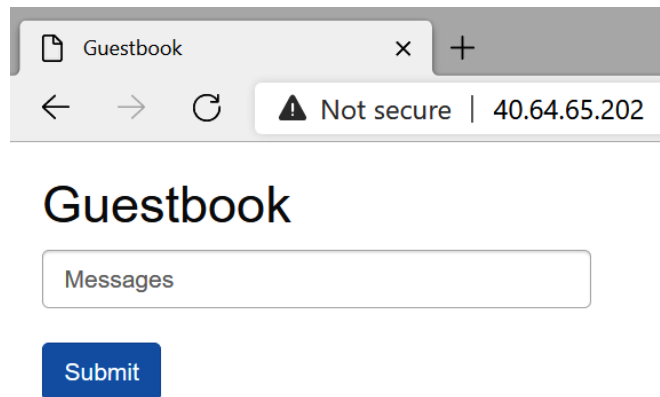 Guestbook
Not secure | 40.64.65.202
Guestbook
Messages
Submit